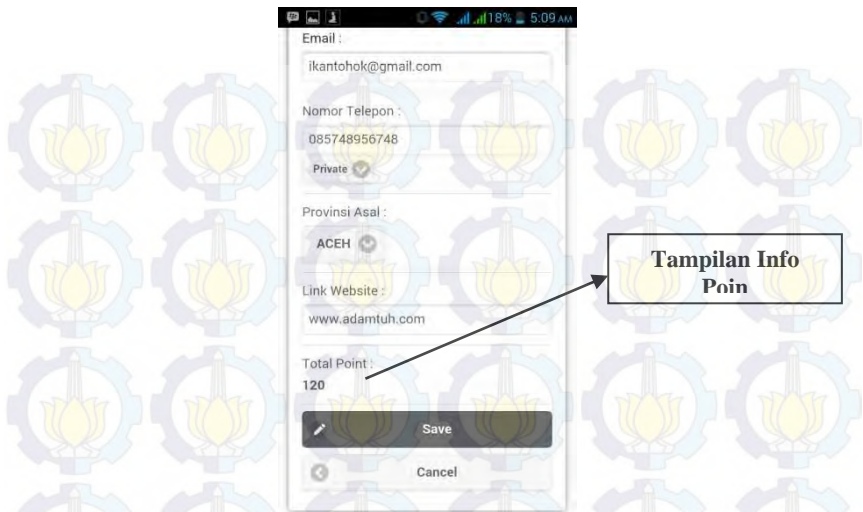 18% 5:09 AM
Email :
ikantohok@gmail.com
Nomor Telepon :
085748956748
Private
Provinsi Asal :
ACEH
Link Website :
www.adamtuh.com
Total Point :
120
Save
Cancel
Tampilan Info
Poin